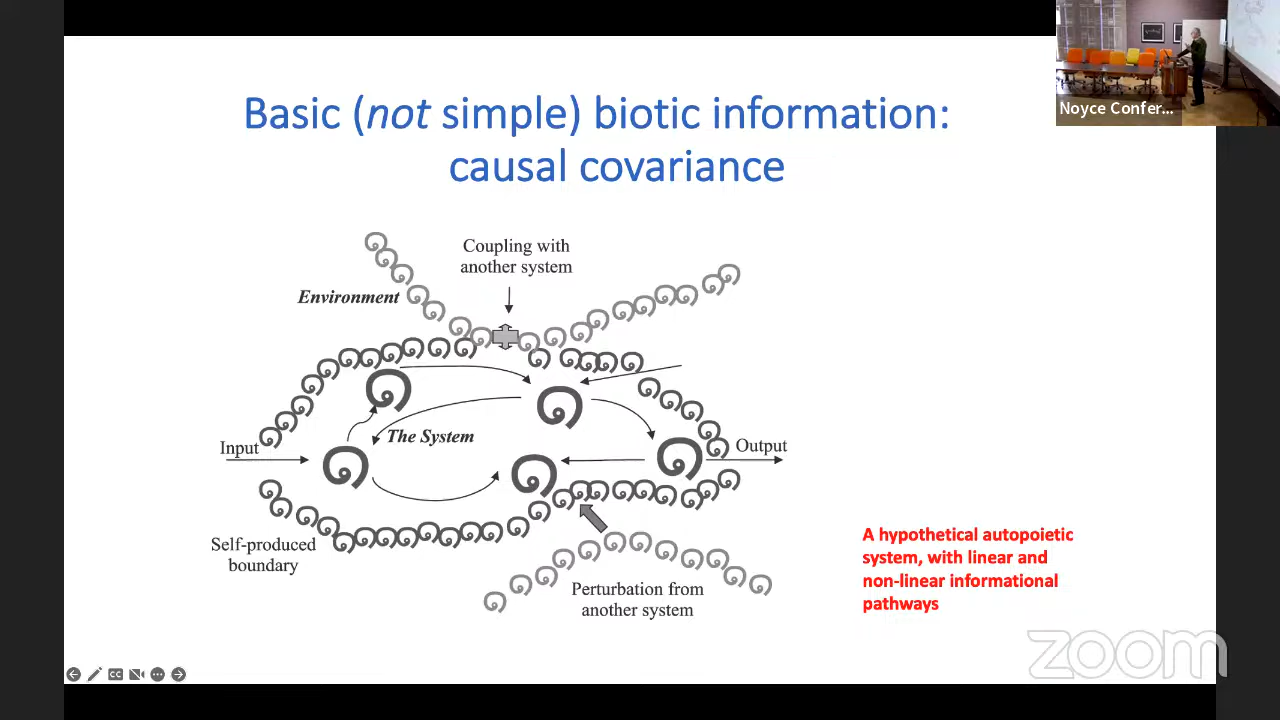 Basic (not simple) biotic information:
causal covariance
Noyce Confer...
Coupling with
another system
Environment
The System
Input
Output
Self-produced
boundary
Perturbation from
another system
A hypothetical autopoietic
system, with linear and
non-linear informational
pathways
zoom
CC